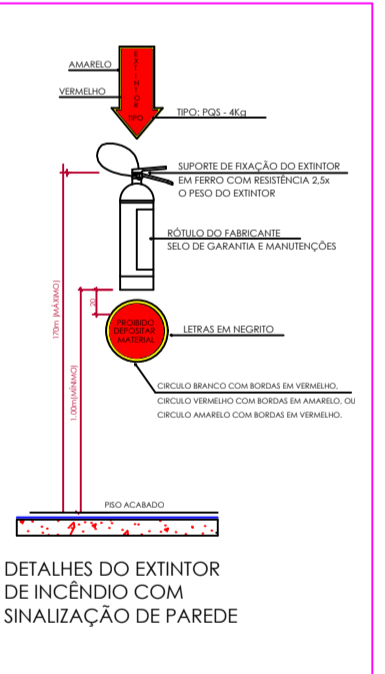 EXTINTOR
TIPO
AMARELO
VERMELHO
TIPO: PQS - 4Kg
SUPORTE DE FIXAÇÃO DO EXTINTOR
EM FERRO COM RESISTÊNCIA 2,5x
O PESO DO EXTINTOR
RÓTULO DO FABRICANTE
SELO DE GARANTIA E MANUTENÇÕES
170m (MÁXIMO)
1.00m(MÍNIMO)
20
PROIBIDO
DEPOSITAR
MATERIAL
LETRAS EM NEGRITO
CIRCULO BRANCO COM BORDAS EM VERMELHO,
CIRCULO VERMELHO COM BORDAS EM AMARELO, OU
CIRCULO AMARELO COM BORDAS EM VERMELHO.
PISO ACABADO
DETALHES DO EXTINTOR
DE INCÊNDIO COM
SINALIZAÇÃO DE PAREDE